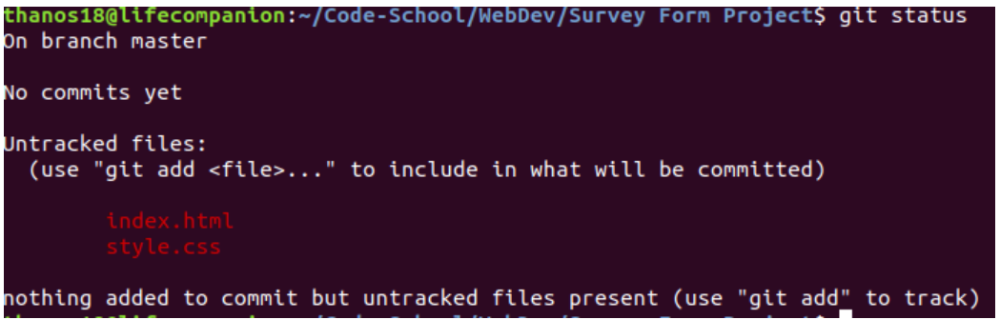 thanos18@lifecompanion:~/Code-School/WebDev/Survey Form Project$ git status
On branch master
No commits yet
Untracked files:
(use "git add <file>..." to include in what will be committed)
index.html
style.css
nothing added to commit but untracked files present (use "git add" to track)